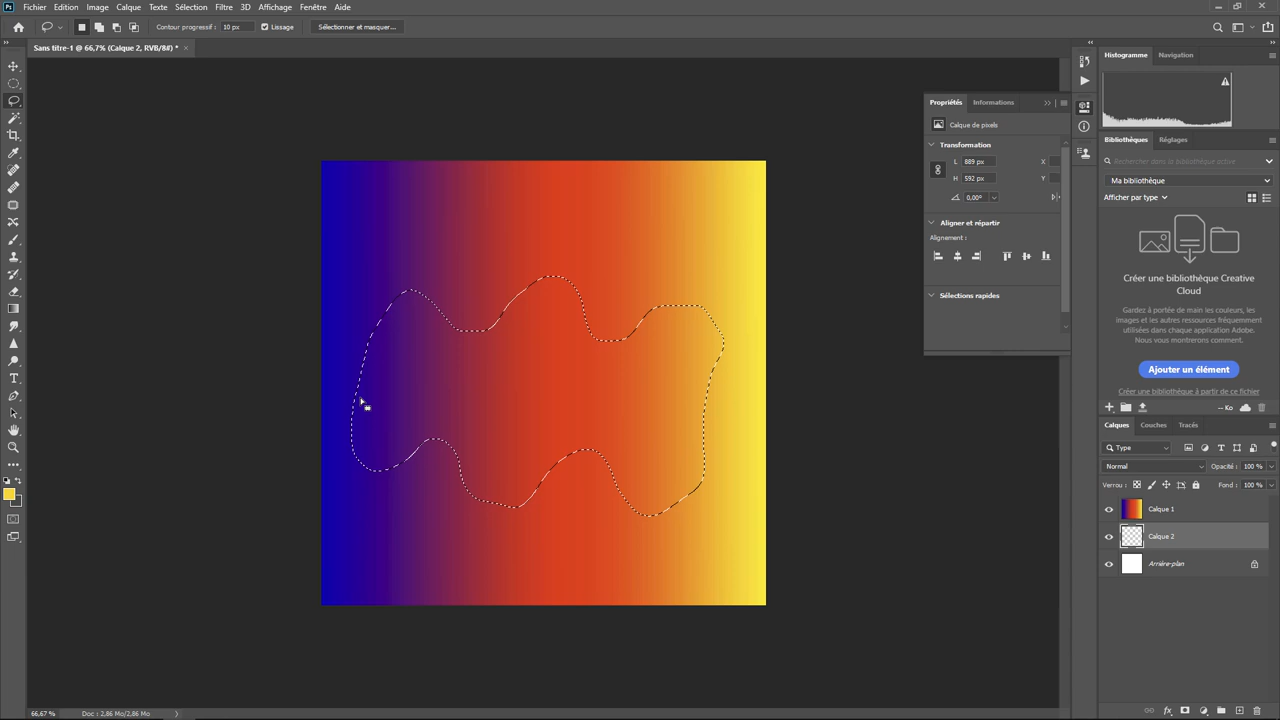 Ps Fichier Edition Image Calque Texte Sélection Filtre 3D Affichage Fenêtre Aide
Contour progressif : 10 px Lissage Sélectionner et masquer...
Sans titre-1 @ 66,7% (Calque 2, RVB/8#) * ×
Histogramme Navigation
Propriétés Informations
Calque de pixels
Transformation
L 889 px X
H 592 px Y
0,00°
Aligner et répartir
Alignement :
Sélections rapides
Bibliothèques Réglages
Rechercher dans la bibliothèque active
Ma bibliothèque
Afficher par type
Créer une bibliothèque Creative
Cloud
Gardez à portée de main les couleurs, les
images et les autres ressources fréquemment
utilisées dans chaque application Adobe.
Nous vous montrerons comment.
Ajouter un élément
Créer une bibliothèque à partir de ce fichier
-- Ko
Calques Couches Tracés
Type
Normal Opacité : 100 %
Verrou : Fond : 100 %
Calque 1
Calque 2
Arrière-plan
66,67 % Doc : 2,86 Mo/2,86 Mo